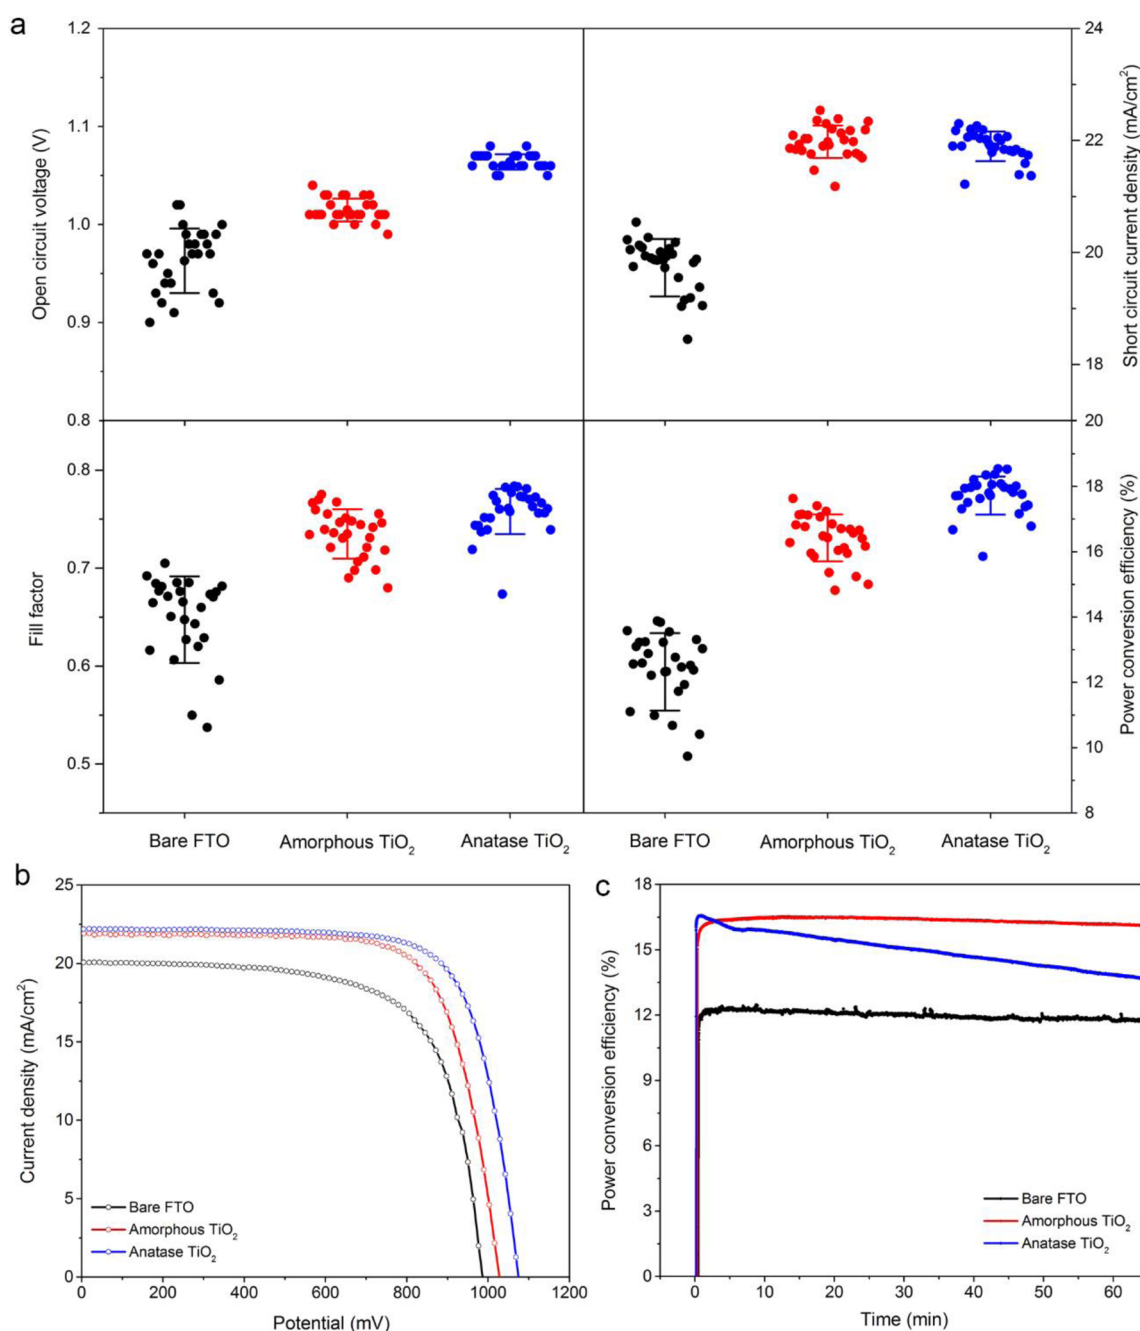 a
Open circuit voltage (V)
1.2
1.1
1.0
0.9
0.8
24
22
20
18
Short circuit current density (mA/cm²)
Fill factor
0.8
0.7
0.6
0.5
20
18
16
14
12
10
8
Power conversion efficiency (%)
Bare FTO Amorphous TiO₂ Anatase TiO₂ Bare FTO Amorphous TiO₂ Anatase TiO₂
b
Current density (mA/cm²)
25
20
15
10
5
0
Bare FTO
Amorphous TiO₂
Anatase TiO₂
0 200 400 600 800 1000 1200
Potential (mV)
c
Power conversion efficiency (%)
18
15
12
9
6
3
0
Bare FTO
Amorphous TiO₂
Anatase TiO₂
0 10 20 30 40 50 60
Time (min)